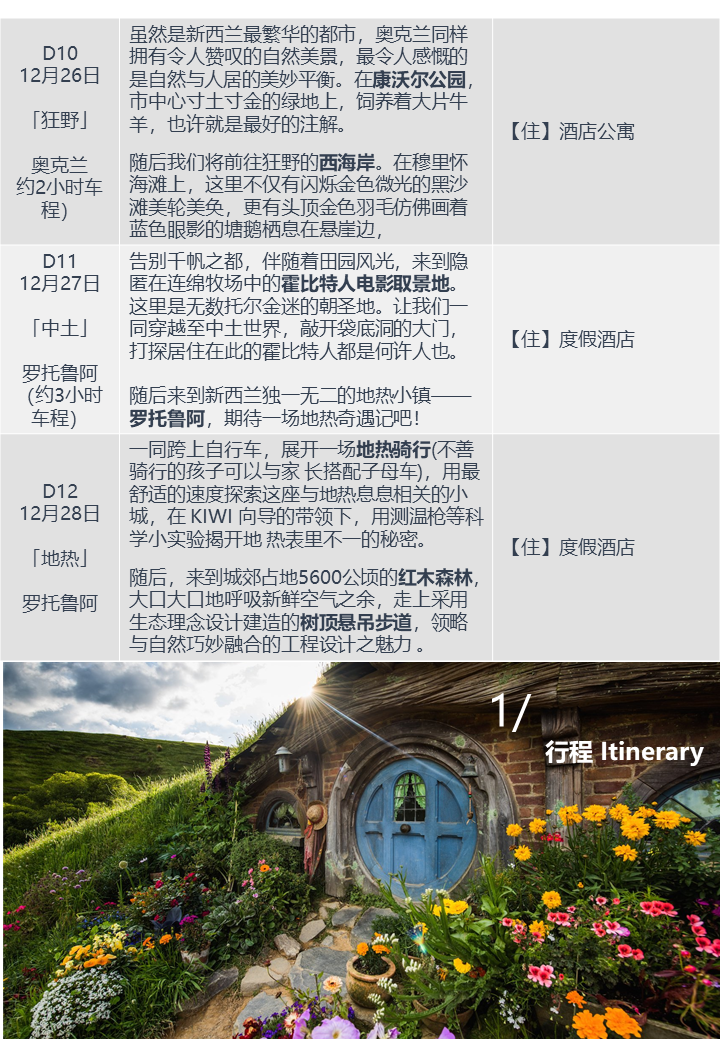 D10
12月26日
「狂野」
奥克兰
约2小时车
程）
虽然是新西兰最繁华的都市，奥克兰同样
拥有令人赞叹的自然美景，最令人感慨的
是自然与人居的美妙平衡。在康沃尔公园，
市中心寸土寸金的绿地上，饲养着大片牛
羊，也许就是最好的注解。
随后我们将前往狂野的西海岸。在穆里怀
海滩上，这里不仅有闪烁金色微光的黑沙
滩美轮美奂，更有头顶金色羽毛仿佛画着
蓝色眼影的塘鹅栖息在悬崖边，
【住】酒店公寓
D11
12月27日
「中土」
罗托鲁阿
（约3小时
车程）
告别千帆之都，伴随着田园风光，来到隐
匿在连绵牧场中的霍比特人电影取景地。
这里是无数托尔金迷的朝圣地。让我们一
同穿越至中土世界，敲开袋底洞的大门，
打探居住在此的霍比特人都是何许人也。
随后来到新西兰独一无二的地热小镇——
罗托鲁阿，期待一场地热奇遇记吧！
【住】度假酒店
D12
12月28日
「地热」
罗托鲁阿
一同跨上自行车，展开一场地热骑行(不善
骑行的孩子可以与家 长搭配子母车)，用最
舒适的速度探索这座与地热息息相关的小
城，在 KIWI 向导的带领下，用测温枪等科
学小实验揭开地 热表里不一的秘密。
随后，来到城郊占地5600公顷的红木森林，
大口大口地呼吸新鲜空气之余，走上采用
生态理念设计建造的树顶悬吊步道，领略
与自然巧妙融合的工程设计之魅力 。
【住】度假酒店
1/
行程 Itinerary